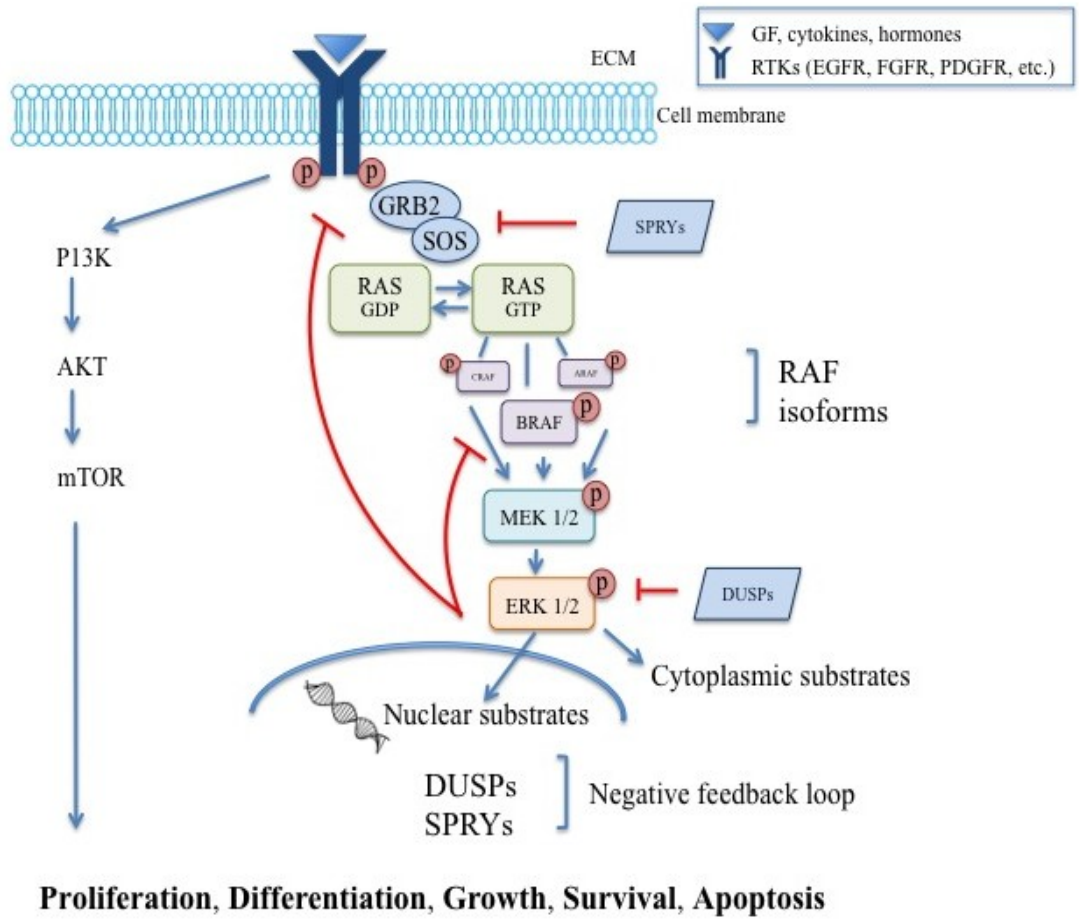 GF, cytokines, hormones
RTKs (EGFR, FGFR, PDGFR, etc.)
ECM
Cell membrane
p
p
GRB2
SOS
SPRYs
P13K
RAS
GDP
RAS
GTP
AKT
p
CRAF
p
ARAF
p
BRAF
RAF
isoforms
mTOR
p
MEK 1/2
p
ERK 1/2
DUSPs
Cytoplasmic substrates
Nuclear substrates
DUSPs
SPRYs
Negative feedback loop
Proliferation, Differentiation, Growth, Survival, Apoptosis